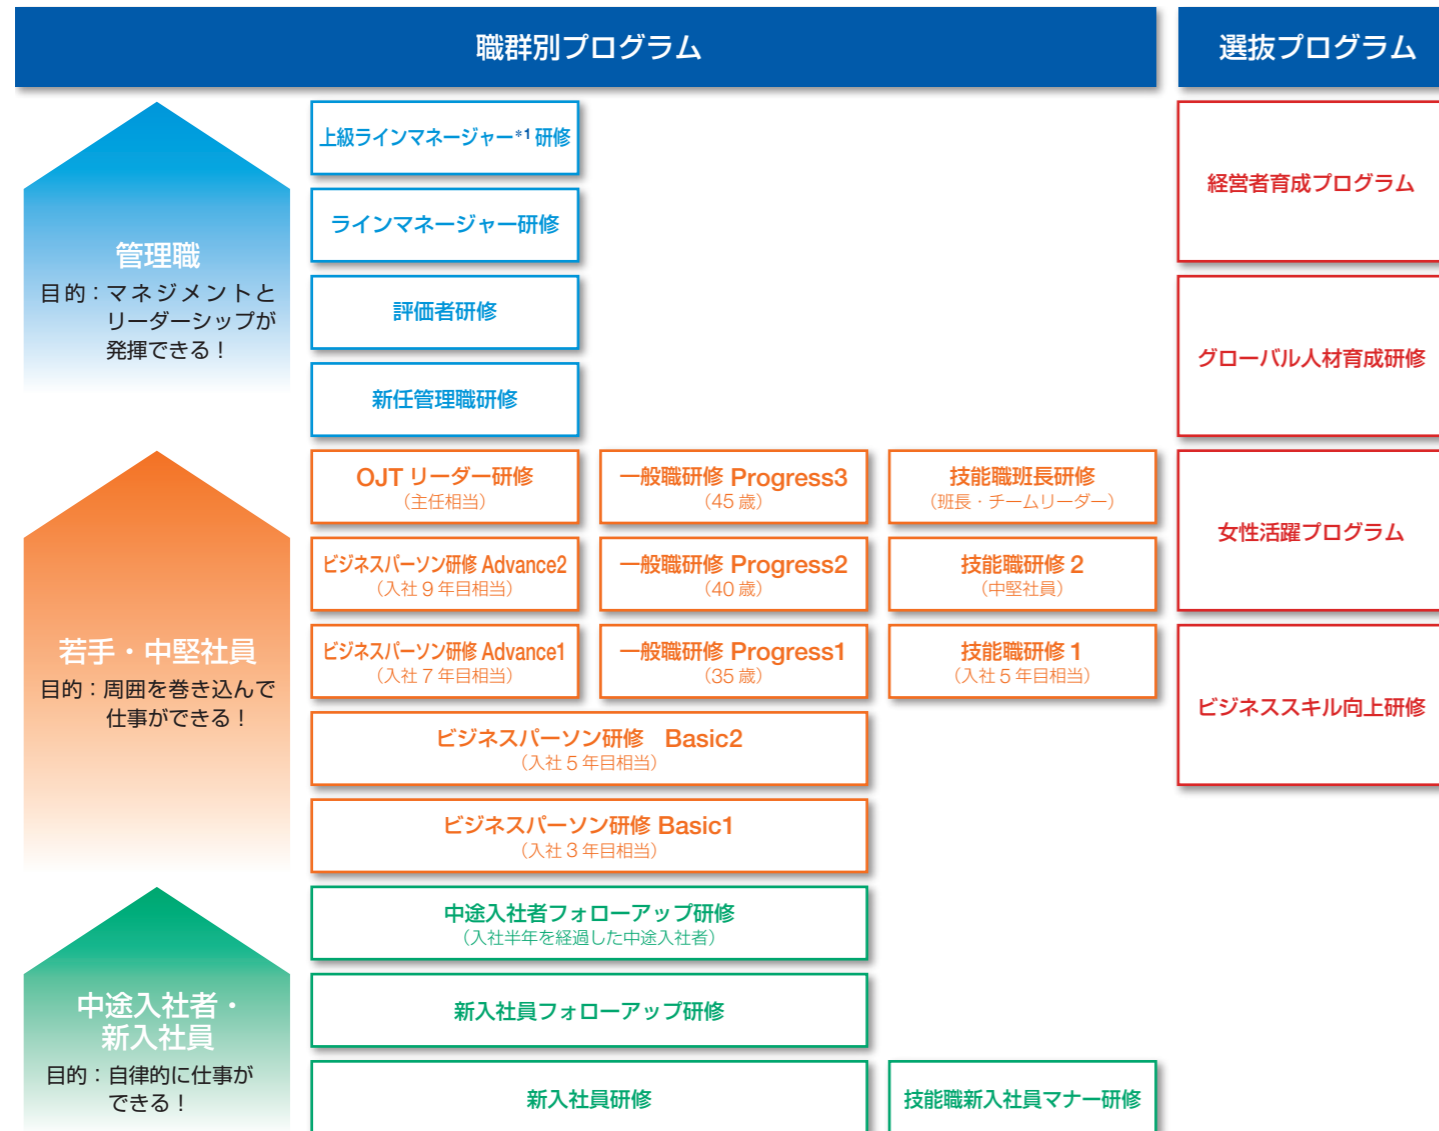 職群別プログラム
選抜プログラム
管理職
目的：マネジメントと
リーダーシップが
発揮できる！
上級ラインマネージャー*1 研修
ラインマネージャー研修
評価者研修
新任管理職研修
経営者育成プログラム
グローバル人材育成研修
女性活躍プログラム
ビジネススキル向上研修
若手・中堅社員
目的：周囲を巻き込んで
仕事ができる！
OJT リーダー研修
（主任相当）
一般職研修 Progress3
（45 歳）
技能職班長研修
（班長・チームリーダー）
ビジネスパーソン研修 Advance2
（入社 9 年目相当）
一般職研修 Progress2
（40 歳）
技能職研修 2
（中堅社員）
ビジネスパーソン研修 Advance1
（入社 7 年目相当）
一般職研修 Progress1
（35 歳）
技能職研修 1
（入社 5 年目相当）
ビジネスパーソン研修　Basic2
（入社 5 年目相当）
ビジネスパーソン研修 Basic1
（入社 3 年目相当）
中途入社者・
新入社員
目的：自律的に仕事が
できる！
中途入社者フォローアップ研修
（入社半年を経過した中途入社者）
新入社員フォローアップ研修
新入社員研修
技能職新入社員マナー研修